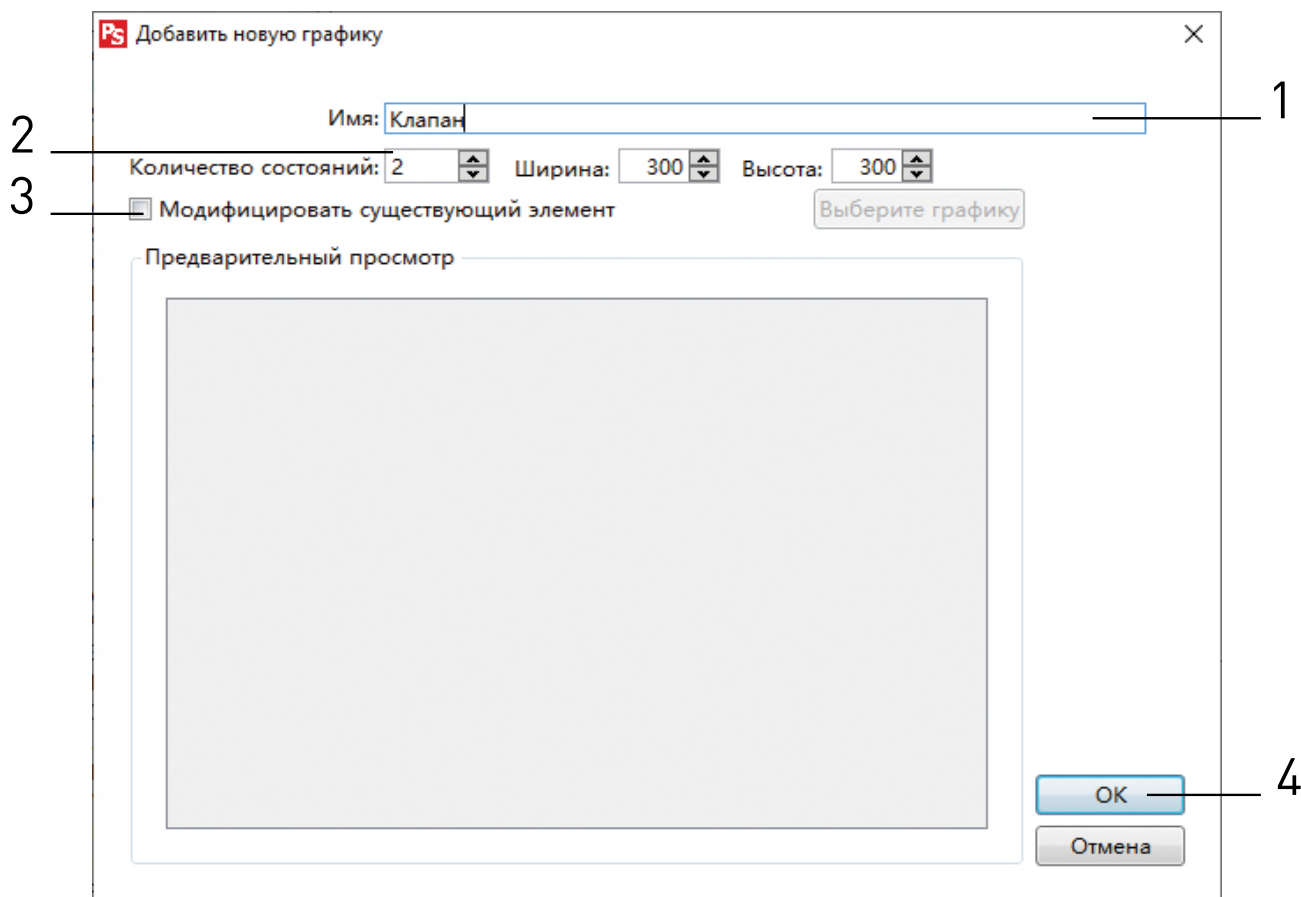 PS Добавить новую графику
Имя: Клапан 1
2
Количество состояний: 2 Ширина: 300 Высота: 300
3 Модифицировать существующий элемент Выберите графику
Предварительный просмотр
OK 4
Отмена